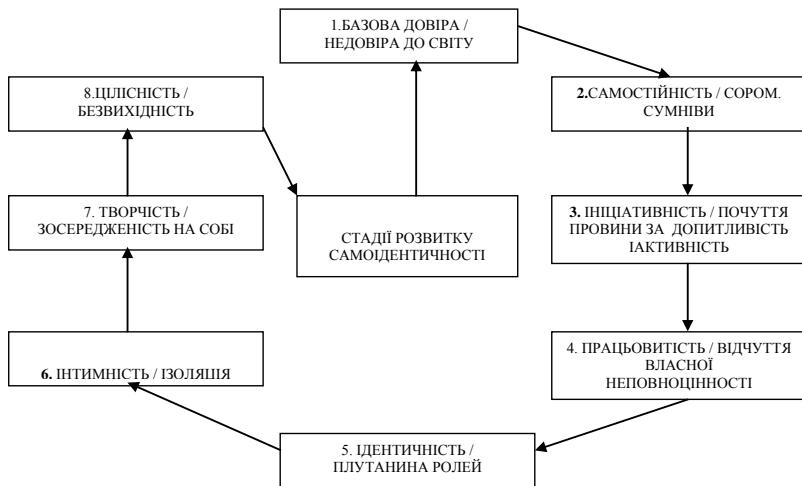 1.БАЗОВА ДОВІРА /
НЕДОВІРА ДО СВІТУ
2.САМОСТІЙНІСТЬ / СОРОМ.
СУМНІВИ
3. ІНІЦІАТИВНІСТЬ / ПОЧУТТЯ
ПРОВИНИ ЗА ДОПИТЛИВІСТЬ
ІАКТИВНІСТЬ
4. ПРАЦЬОВИТІСТЬ / ВІДЧУТТЯ
ВЛАСНОЇ
НЕПОВНОЦІННОСТІ
5. ІДЕНТИЧНІСТЬ /
ПЛУТАНИНА РОЛЕЙ
6. ІНТИМНІСТЬ / ІЗОЛЯЦІЯ
7. ТВОРЧІСТЬ /
ЗОСЕРЕДЖЕНІСТЬ НА СОБІ
8.ЦІЛІСНІСТЬ /
БЕЗВИХІДНІСТЬ
СТАДІЇ РОЗВИТКУ
САМОІДЕНТИЧНОСТІ